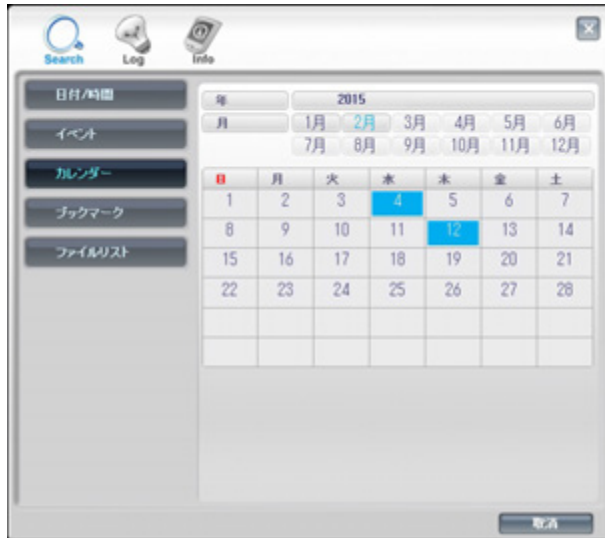 Search Log Info
日付/時間
イベント
カレンダー
ブックマーク
ファイルリスト
年 2015
月 1月 2月 3月 4月 5月 6月
7月 8月 9月 10月 11月 12月
日 月 火 水 木 金 土
1 2 3 4 5 6 7
8 9 10 11 12 13 14
15 16 17 18 19 20 21
22 23 24 25 26 27 28
取消